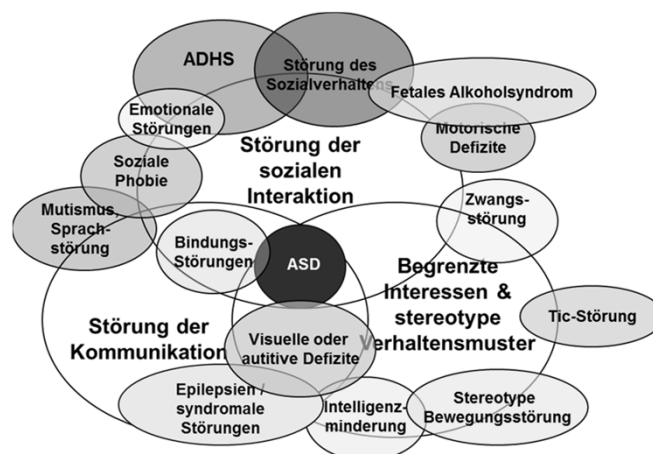 ADHS
Störung des
Sozialverhaltens
Fetales Alkoholsyndrom
Emotionale
Störungen
Motorische
Defizite
Störung der
sozialen
Interaktion
Soziale
Phobie
Zwangs-
störung
Mutismus,
Sprach-
störung
Bindungs-
Störungen
ASD
Begrenzte
Interessen &
stereotype
Verhaltensmuster
Tic-Störung
Störung der
Kommunikation
Visuelle oder
autitive Defizite
Epilepsien /
syndromale
Störungen
Intelligenz-
minderung
Stereotype
Bewegungsstörung